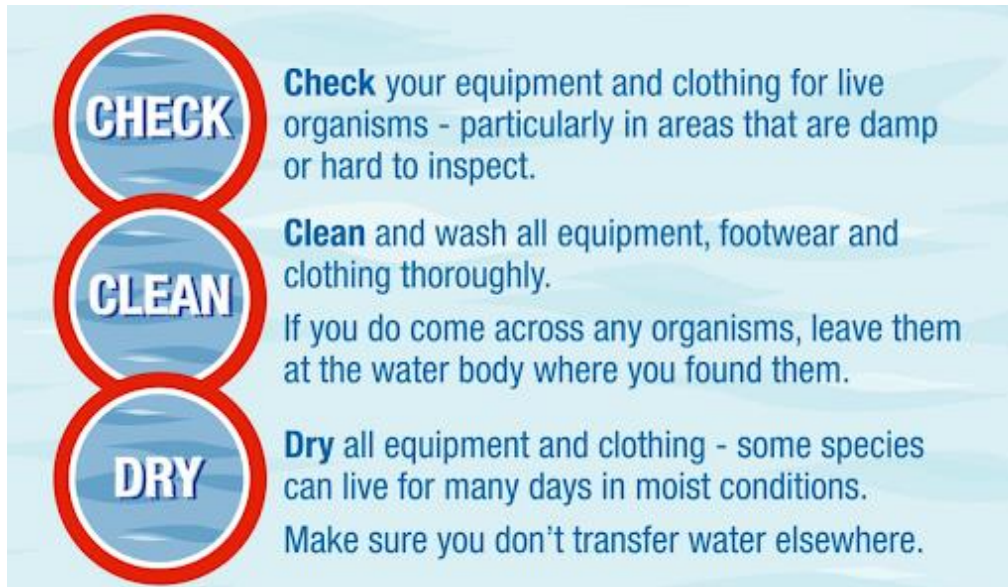 CHECK
Check your equipment and clothing for live
organisms - particularly in areas that are damp
or hard to inspect.
CLEAN
Clean and wash all equipment, footwear and
clothing thoroughly.
If you do come across any organisms, leave them
at the water body where you found them.
DRY
Dry all equipment and clothing - some species
can live for many days in moist conditions.
Make sure you don’t transfer water elsewhere.